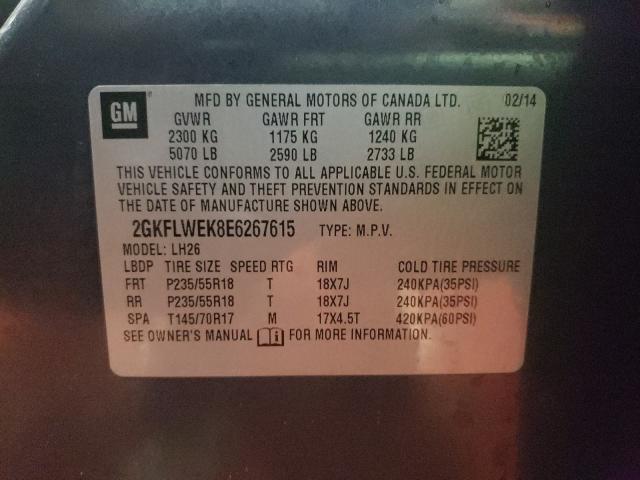 GM
MFD BY GENERAL MOTORS OF CANADA LTD. 02/14
GVWR GAWR FRT GAWR RR
2300 KG 1175 KG 1240 KG
5070 LB 2590 LB 2733 LB
THIS VEHICLE CONFORMS TO ALL APPLICABLE U.S. FEDERAL MOTOR
VEHICLE SAFETY AND THEFT PREVENTION STANDARDS IN EFFECT ON
THE DATE OF MANUFACTURE SHOWN ABOVE.
2GKFLWEK8E6267615 TYPE: M.P.V.
MODEL: LH26
LBDP TIRE SIZE SPEED RTG RIM COLD TIRE PRESSURE
FRT P235/55R18 T 18X7J 240KPA(35PSI)
RR P235/55R18 T 18X7J 240KPA(35PSI)
SPA T145/70R17 M 17X4.5T 420KPA(60PSI)
SEE OWNER'S MANUAL FOR MORE INFORMATION.